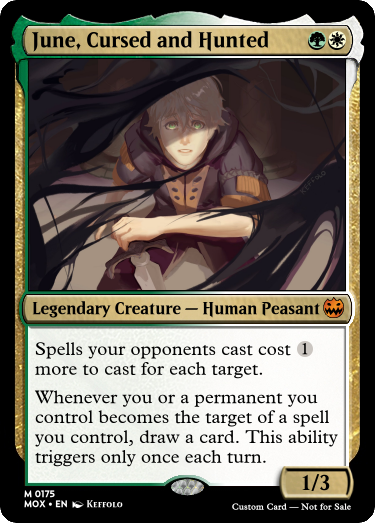 June, Cursed and Hunted
KEFFOLO
Legendary Creature — Human Peasant
Spells your opponents cast cost 1
more to cast for each target.
Whenever you or a permanent you
control becomes the target of a spell
you control, draw a card. This ability
triggers only once each turn.
1/3
M 0175
MOX • EN Keffolo
Custom Card — Not for Sale